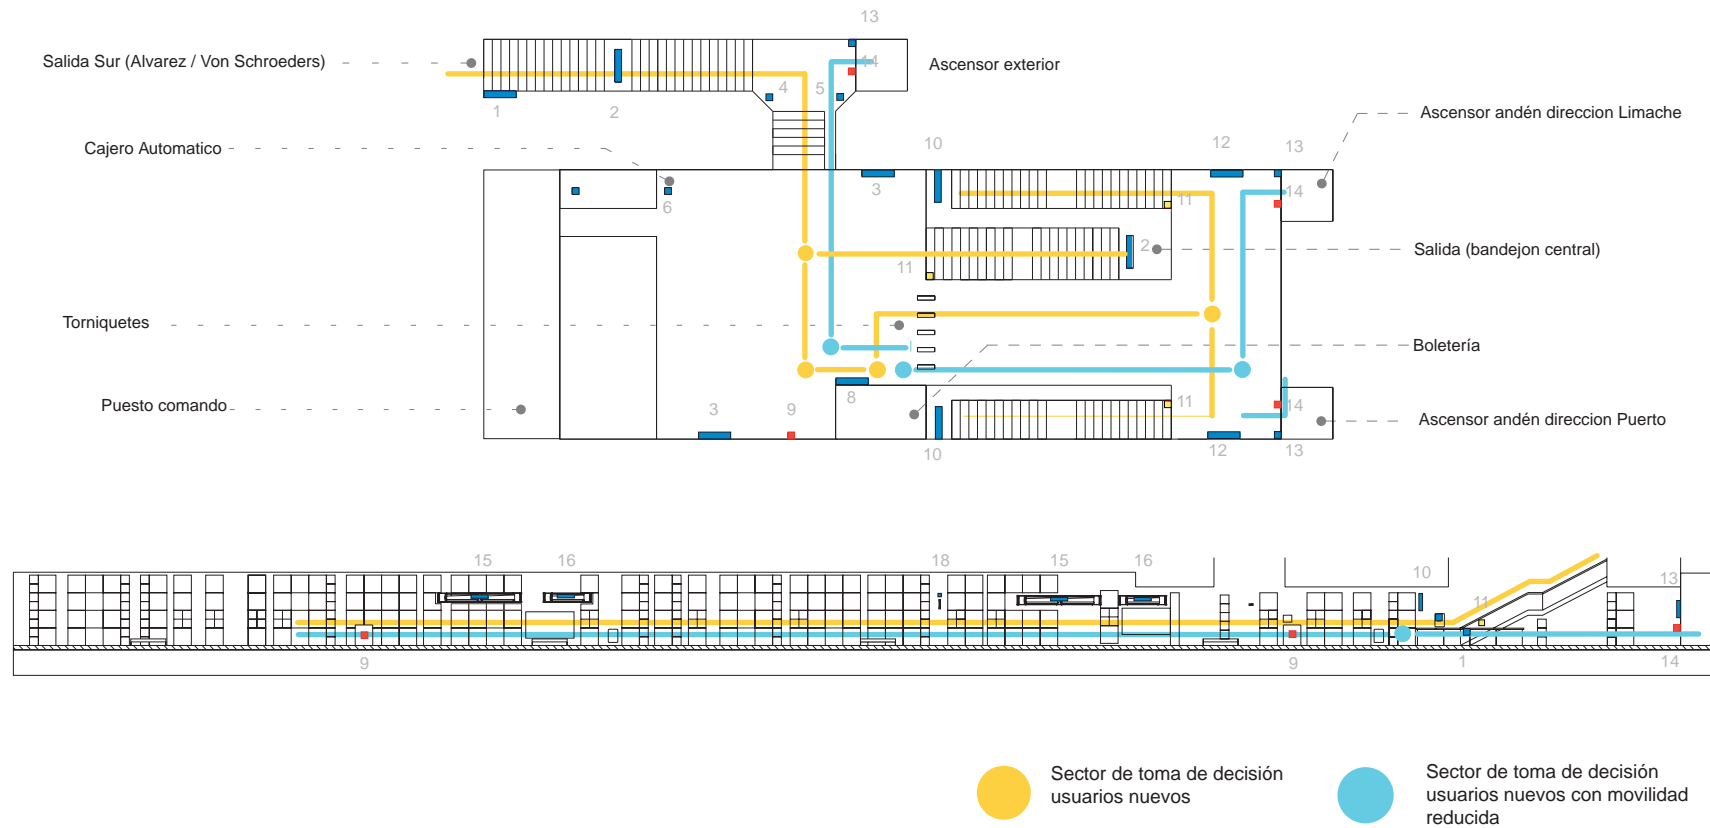 13
Salida Sur (Alvarez / Von Schroeders)
14
Ascensor exterior
4
5
1
2
Ascensor andén direccion Limache
Cajero Automatico
10
12
13
3
11
14
6
2
Salida (bandejon central)
11
Torniquetes
Boletería
8
Puesto comando
3
9
11
14
Ascensor andén direccion Puerto
10
12
13
15
16
18
15
16
10
13
11
9
9
1
14
Sector de toma de decisión
usuarios nuevos
Sector de toma de decisión
usuarios nuevos con movilidad
reducida